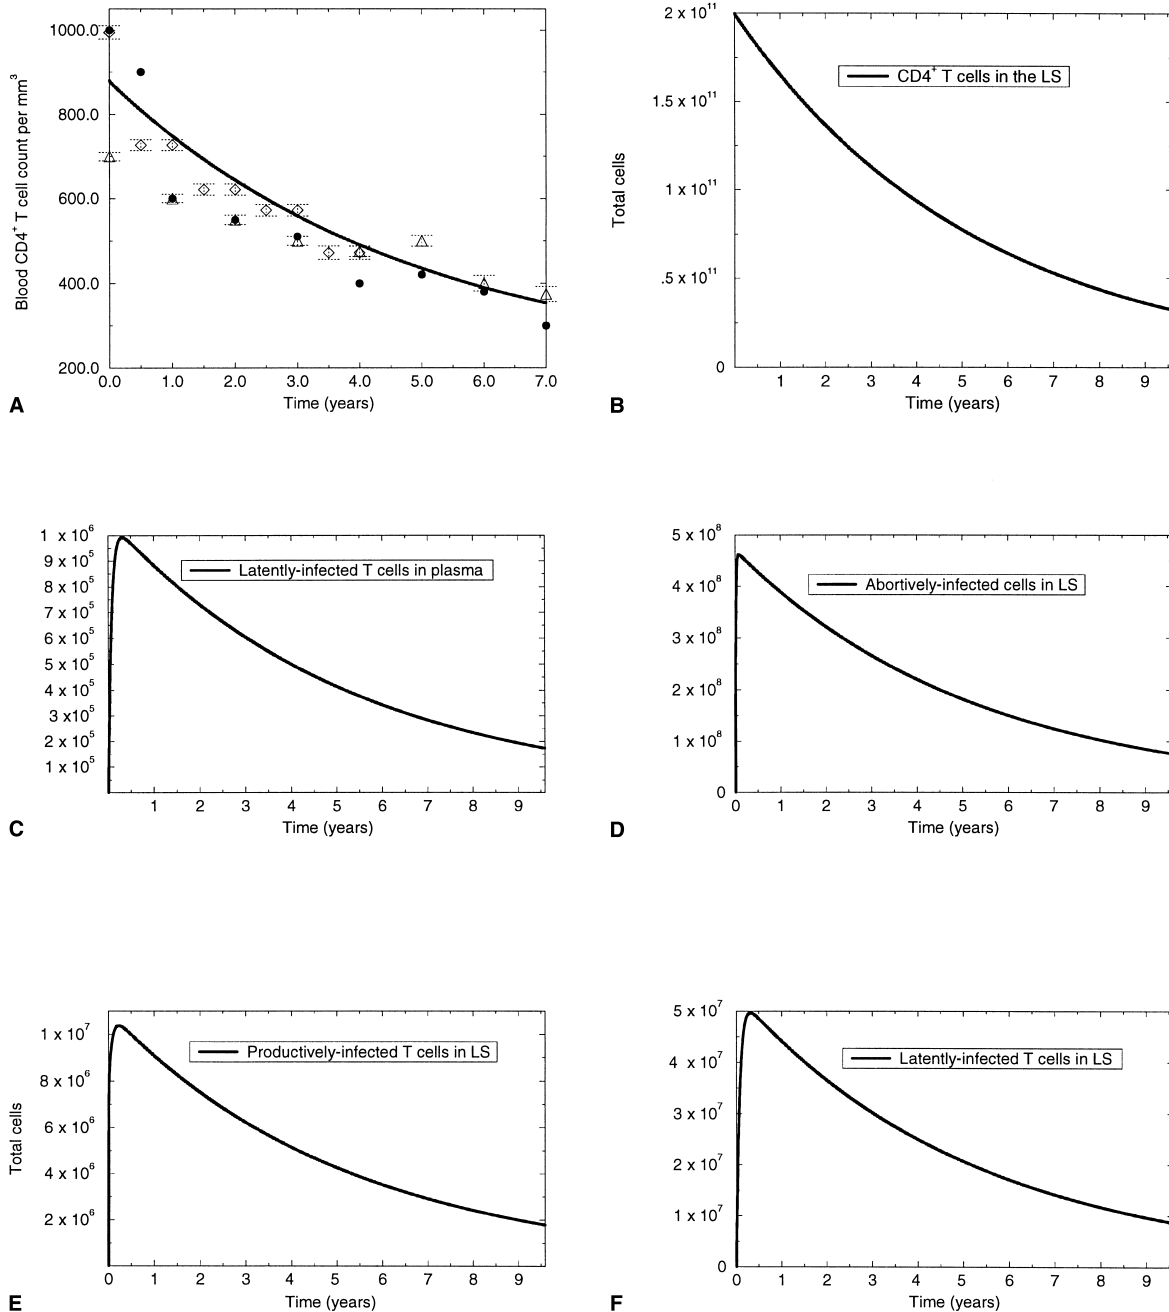 1000.0
800.0
600.0
400.0
200.0
Blood CD4+ T cell count per mm3
0.0 1.0 2.0 3.0 4.0 5.0 6.0 7.0
Time (years)
A
2 x 10^11
1.5 x 10^11
1 x 10^11
.5 x 10^11
0
Total cells
CD4+ T cells in the LS
0 1 2 3 4 5 6 7 8 9
Time (years)
B
1 x 10^6
9 x 10^5
8 x 10^5
7 x 10^5
6 x 10^5
5 x 10^5
4 x 10^5
3 x10^5
2 x 10^5
1 x 10^5
Latently-infected T cells in plasma
1 2 3 4 5 6 7 8 9
Time (years)
C
5 x 10^8
4 x 10^8
3 x 10^8
2 x 10^8
1 x 10^8
0
Abortively-infected cells in LS
0 1 2 3 4 5 6 7 8 9
Time (years)
D
1 x 10^7
8 x 10^6
6 x 10^6
4 x 10^6
2 x 10^6
Total cells
Productively-infected T cells in LS
0 1 2 3 4 5 6 7 8 9
Time (years)
E
5 x 10^7
4 x 10^7
3 x 10^7
2 x 10^7
1 x 10^7
0
Latently-infected T cells in LS
0 1 2 3 4 5 6 7 8 9
Time (years)
F